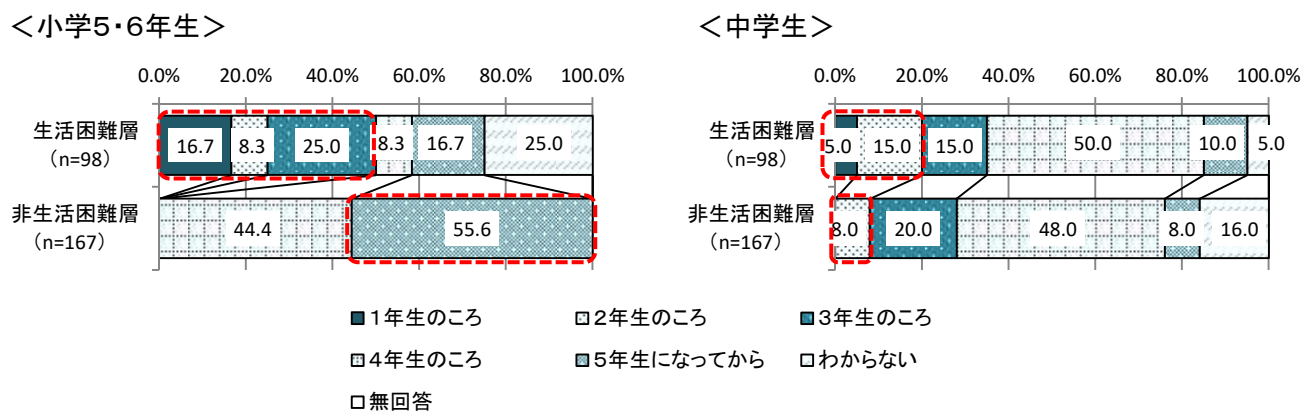 ＜小学５・６年生＞
0.0% 20.0% 40.0% 60.0% 80.0% 100.0%
生活困難層
（n=98）
16.7 8.3 25.0 8.3 16.7 25.0
非生活困難層
（n=167）
44.4 55.6
＜中学生＞
0.0% 20.0% 40.0% 60.0% 80.0% 100.0%
生活困難層
（n=98）
5.0 15.0 15.0 50.0 10.0 5.0
非生活困難層
（n=167）
8.0 20.0 48.0 8.0 16.0
１年生のころ ２年生のころ ３年生のころ
４年生のころ ５年生になってから わからない
無回答